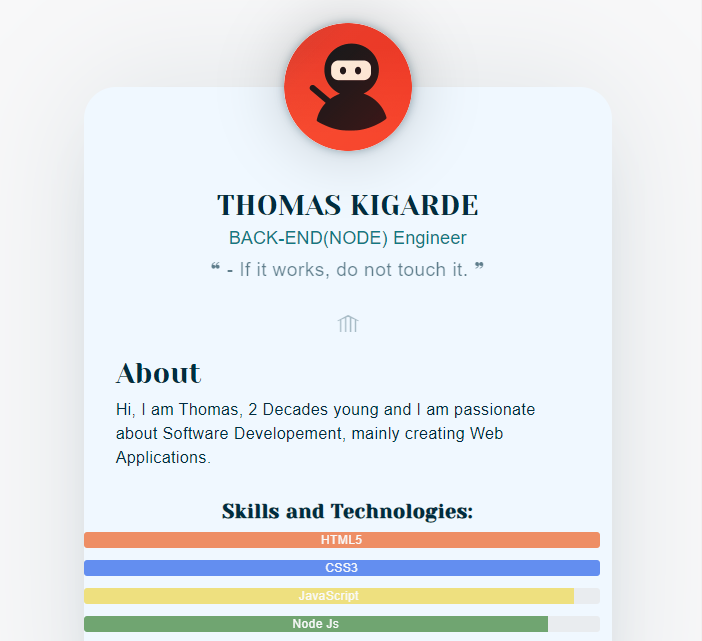 THOMAS KIGARDE
BACK-END(NODE) Engineer
❝ - If it works, do not touch it. ❞
About
Hi, I am Thomas, 2 Decades young and I am passionate
about Software Developement, mainly creating Web
Applications.
Skills and Technologies:
HTML5
CSS3
JavaScript
Node Js